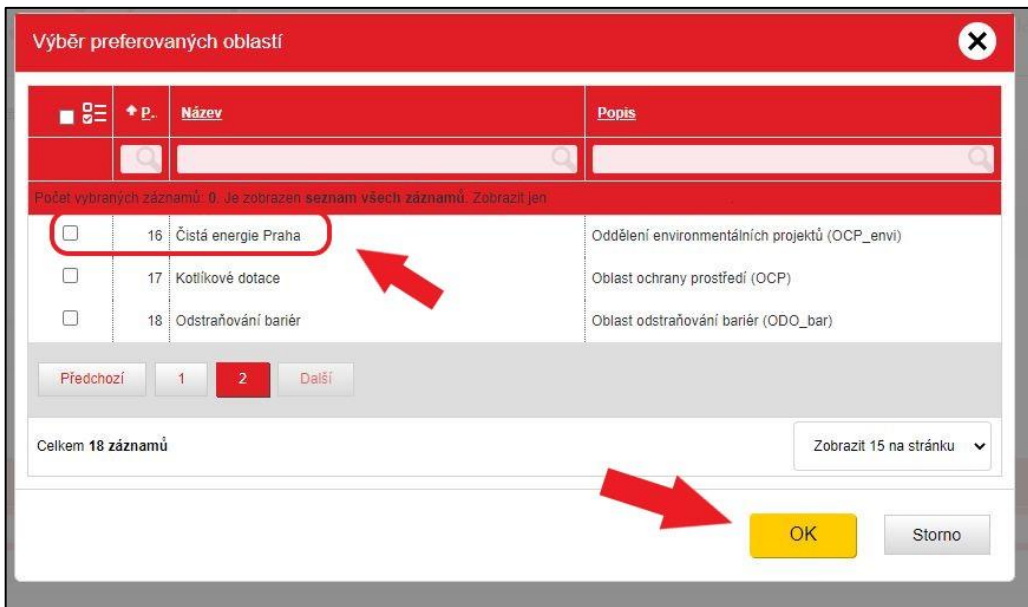 Výběr preferovaných oblastí
P.. Název Popis
Počet vybraných záznamů: 0. Je zobrazen seznam všech záznamů. Zobrazit jen
16 Čistá energie Praha Oddělení environmentálních projektů (OCP_envi)
17 Kotlíkové dotace Oblast ochrany prostředí (OCP)
18 Odstraňování bariér Oblast odstraňování bariér (ODO_bar)
Předchozí 1 2 Další
Celkem 18 záznamů Zobrazit 15 na stránku
OK Storno